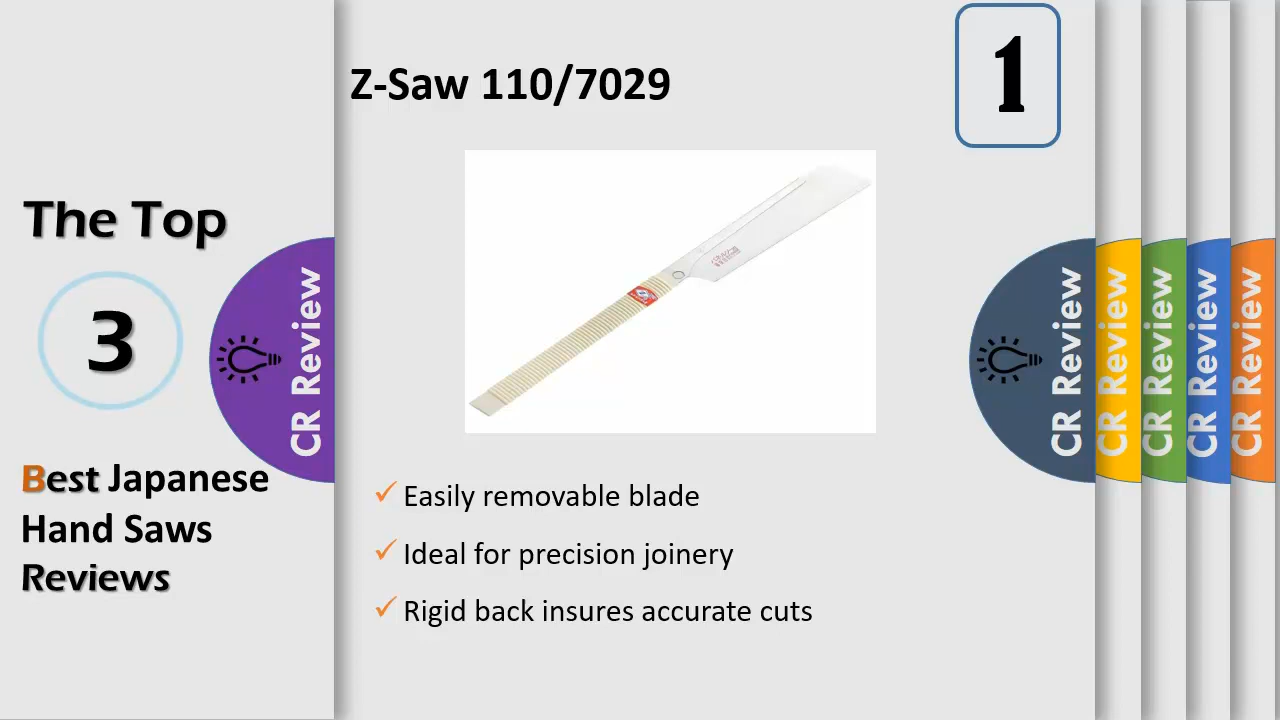 Z-Saw 110/7029
1
The Top
3
Best Japanese
Hand Saws
Reviews
CR Review
Easily removable blade
Ideal for precision joinery
Rigid back insures accurate cuts
CR Review
CR Review
CR Review
CR Review
CR Review